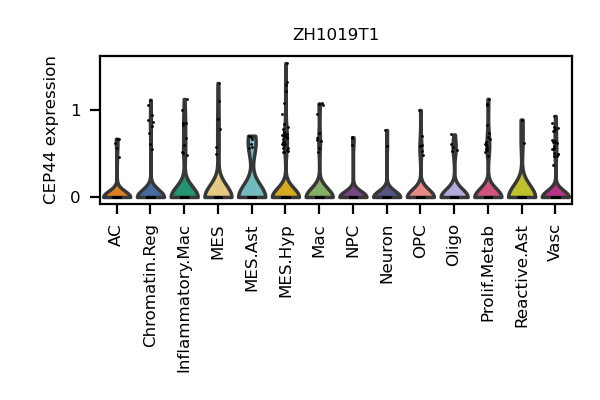 ZH1019T1
CEP44 expression
1
0
AC
Chromatin.Reg
Inflammatory.Mac
MES
MES.Ast
MES.Hyp
Mac
NPC
Neuron
OPC
Oligo
Prolif.Metab
Reactive.Ast
Vasc